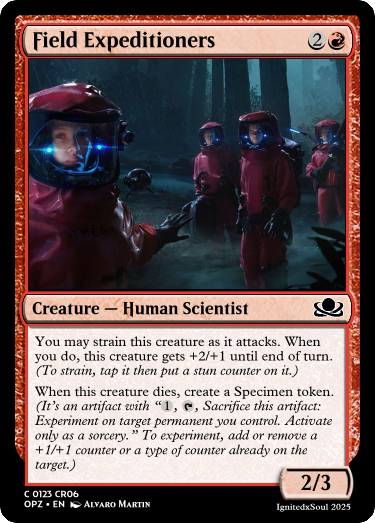 Field Expeditioners 2
Creature — Human Scientist
You may strain this creature as it attacks. When
you do, this creature gets +2/+1 until end of turn.
(To strain, tap it then put a stun counter on it.)
When this creature dies, create a Specimen token.
(It's an artifact with “1, , Sacrifice this artifact:
Experiment on target permanent you control. Activate
only as a sorcery.” To experiment, add or remove a
+1/+1 counter or a type of counter already on the
target.)
2/3
C 0123 CR06
OPZ • EN Alvaro Martin
IgnitedxSoul 2025